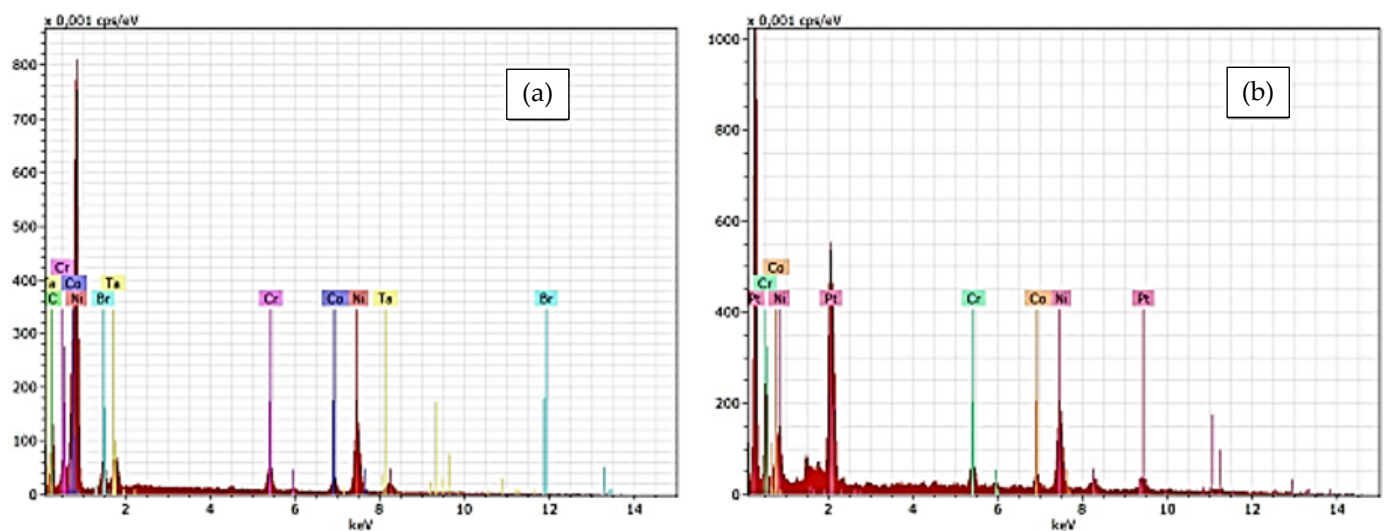 x 0,001 cps/eV
(a)
800
700
600
500
400
300
200
100
0
Cr
a Co Ta
C Ni Br Cr Co Ni Ta Br
2 4 6 8 10 12 14
keV
x 0,001 cps/eV
(b)
1000
800
600
400
200
0
Co
Cr
Pt Ni Pt Cr Co Ni Pt
2 4 6 8 10 12 14
keV